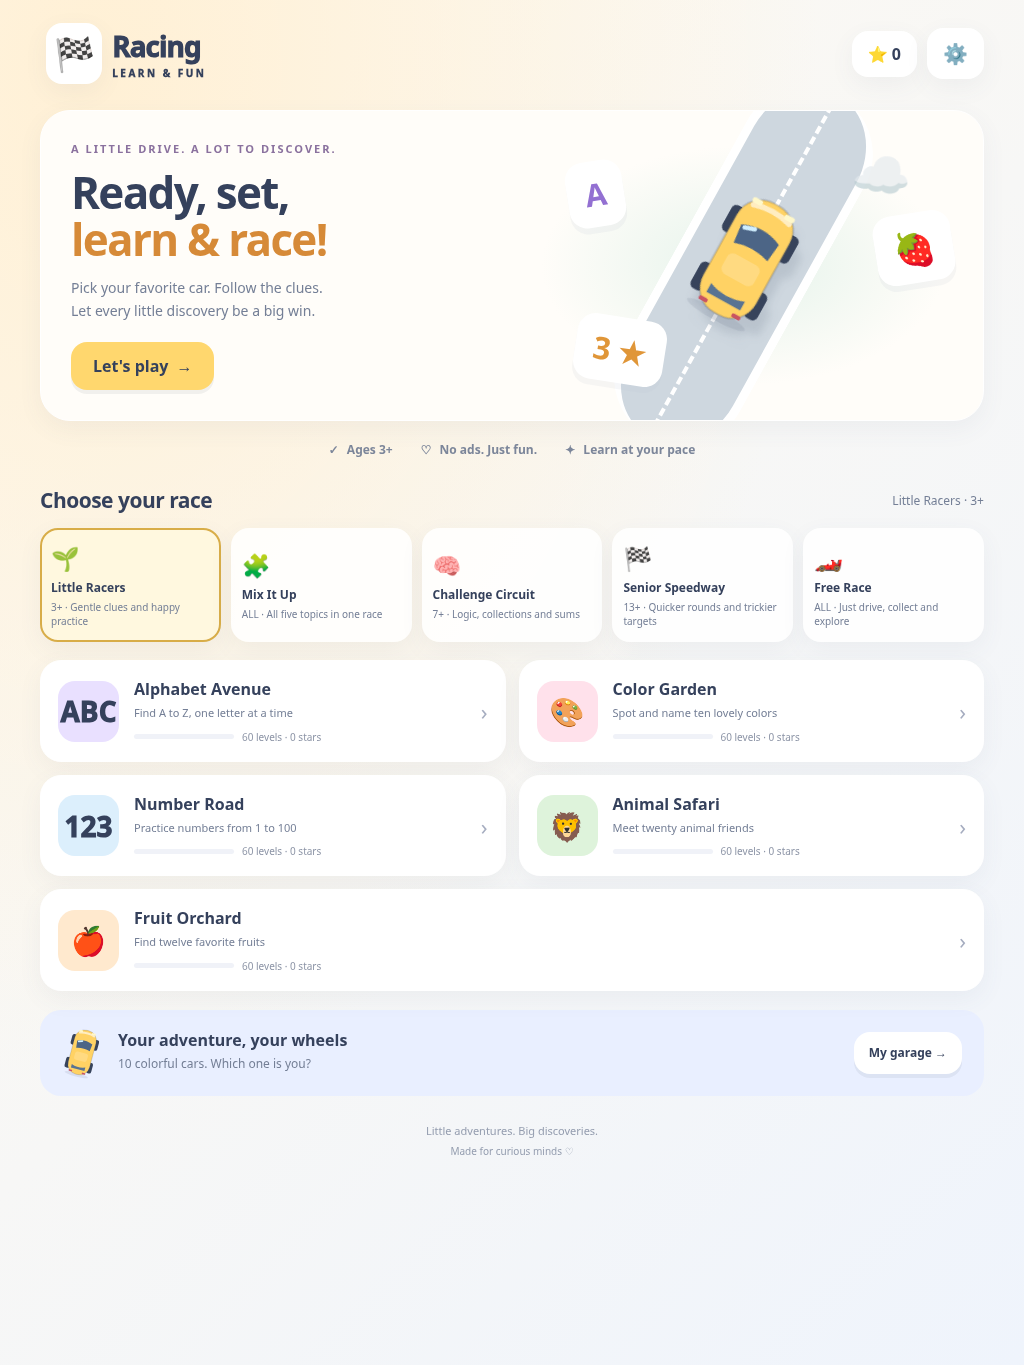 Racing
LEARN & FUN
⭐ 0
A LITTLE DRIVE. A LOT TO DISCOVER.
Ready, set,
learn & race!
Pick your favorite car. Follow the clues.
Let every little discovery be a big win.
Let's play →
A
3 ★
✓ Ages 3+
♡ No ads. Just fun.
✦ Learn at your pace
Choose your race
Little Racers · 3+
Little Racers
3+ · Gentle clues and happy
practice
Mix It Up
ALL · All five topics in one race
Challenge Circuit
7+ · Logic, collections and sums
Senior Speedway
13+ · Quicker rounds and trickier
targets
Free Race
ALL · Just drive, collect and
explore
ABC
Alphabet Avenue
Find A to Z, one letter at a time
60 levels · 0 stars
›
Color Garden
Spot and name ten lovely colors
60 levels · 0 stars
›
123
Number Road
Practice numbers from 1 to 100
60 levels · 0 stars
›
Animal Safari
Meet twenty animal friends
60 levels · 0 stars
›
Fruit Orchard
Find twelve favorite fruits
60 levels · 0 stars
›
Your adventure, your wheels
10 colorful cars. Which one is you?
My garage →
Little adventures. Big discoveries.
Made for curious minds ♡